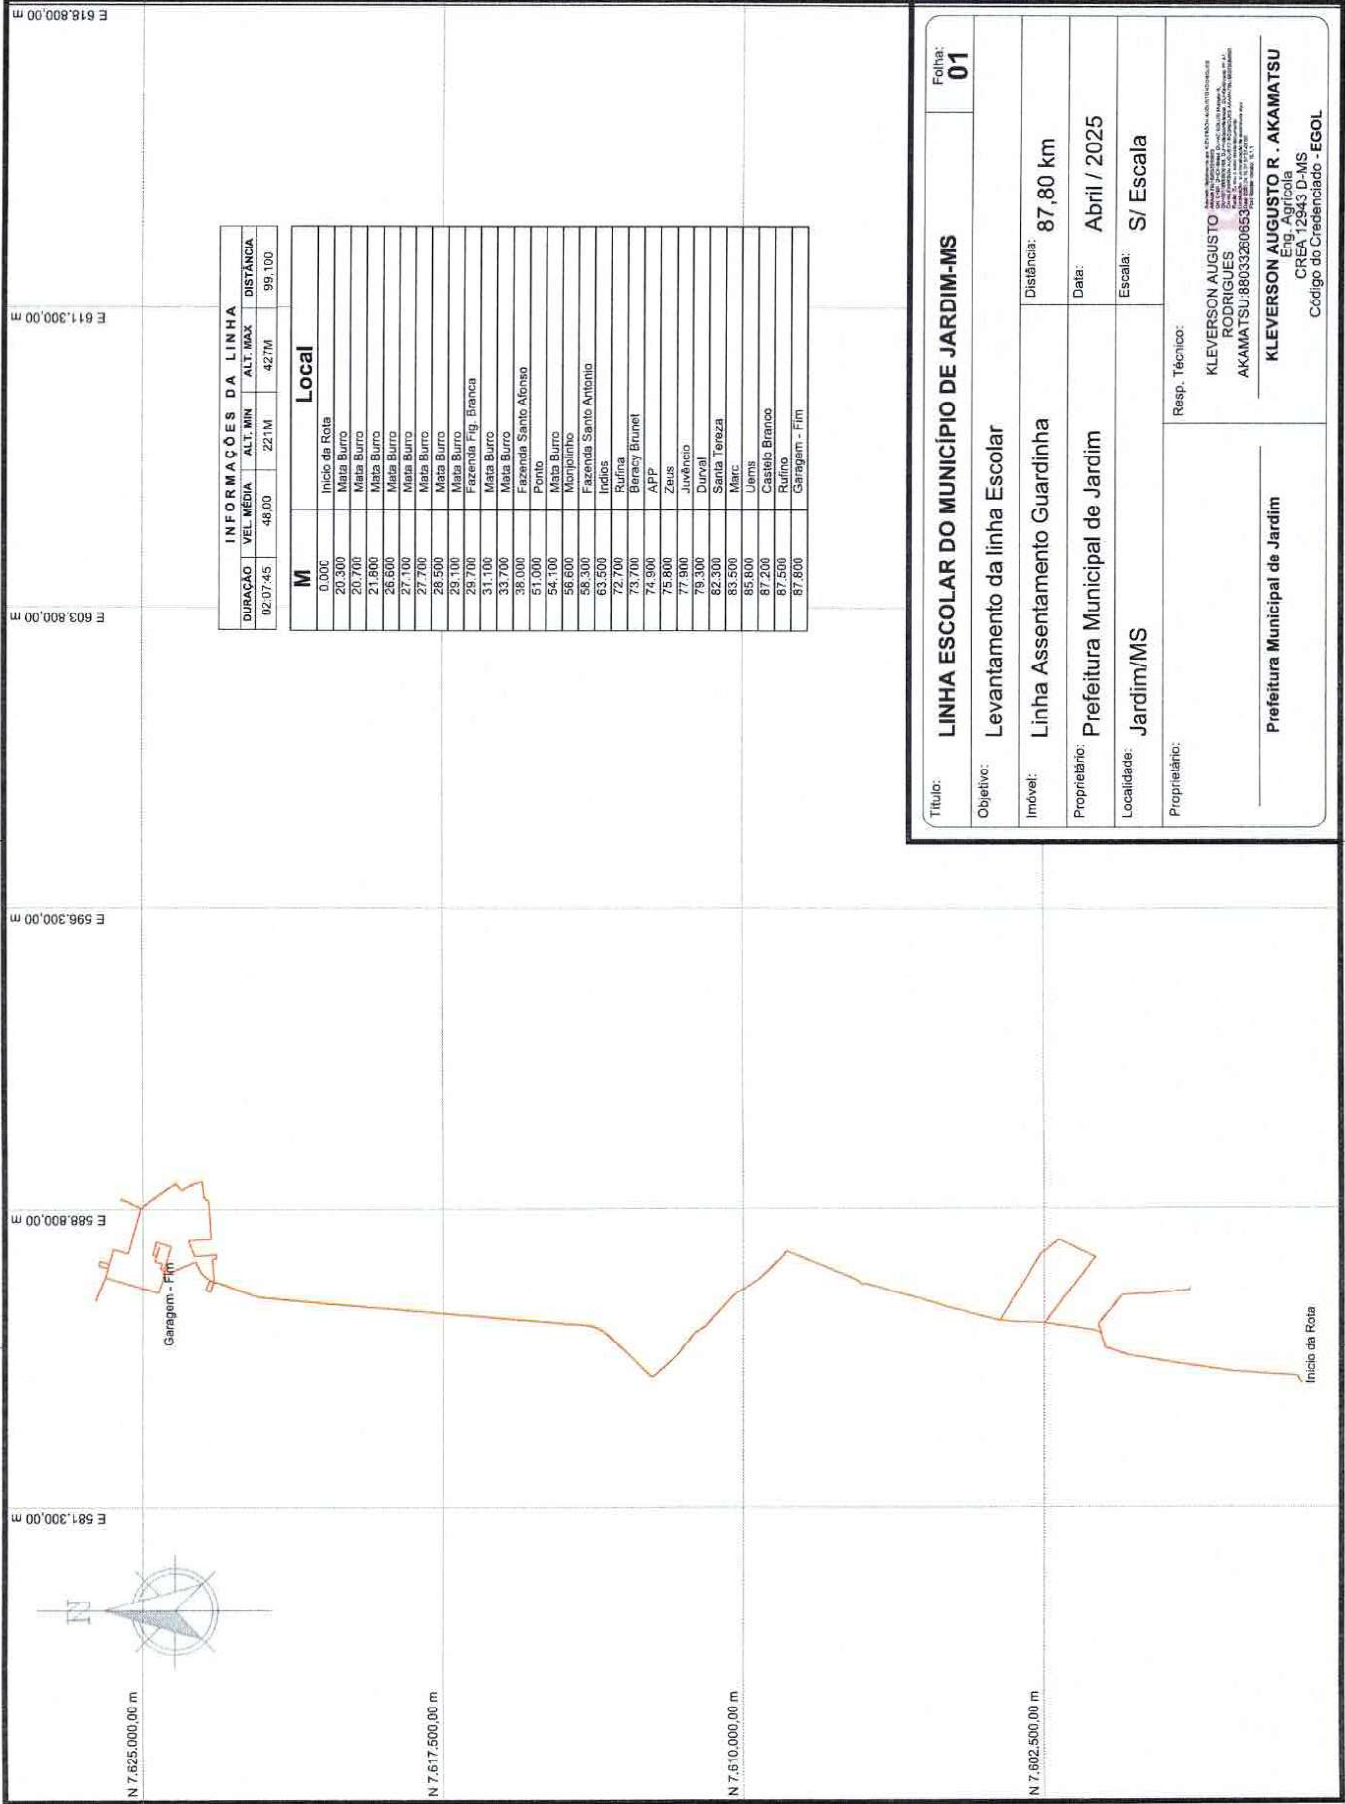 E 581.300,00 m
E 588.800,00 m
E 596.300,00 m
E 603.800,00 m
E 611.300,00 m
E 618.800,00 m
N
N 7.625.000,00 m
N 7.617.500,00 m
N 7.610.000,00 m
N 7.602.500,00 m
Garagem - Fim
Inicio da Rota
INFORMAÇÕES DA LINHA
DURAÇÃO VEL. MÉDIA ALT. MIN ALT. MAX DISTÂNCIA
02:07:45 48,00 221M 427M 99,100
M Local
0.000 Inicio da Rota
20.300 Mata Burro
20.700 Mata Burro
21.800 Mata Burro
26.600 Mata Burro
27.100 Mata Burro
27.700 Mata Burro
28.500 Mata Burro
29.100 Mata Burro
29.700 Fazenda Fig. Branca
31.100 Mata Burro
33.700 Mata Burro
38.000 Fazenda Santo Afonso
51.000 Ponto
54.100 Mata Burro
56.600 Monjolinho
58.300 Fazenda Santo Antonio
63.500 Indios
72.700 Rufina
73.700 Beracy Brunet
74.900 APP
75.800 Zeus
77.900 Juvêncio
79.300 Durval
82.300 Santa Tereza
83.500 Marc
85.800 Uems
87.200 Castelo Branco
87.500 Rufino
87.800 Garagem - Fim
Título: LINHA ESCOLAR DO MUNICÍPIO DE JARDIM-MS
Folha: 01
Objetivo: Levantamento da linha Escolar
Imóvel: Linha Assentamento Guardinha
Distância: 87,80 km
Proprietário: Prefeitura Municipal de Jardim
Data: Abril / 2025
Localidade: Jardim/MS
Escala: S/ Escala
Proprietário:
Prefeitura Municipal de Jardim
Resp. Técnico:
KLEVERSON AUGUSTO
RODRIGUES
AKAMATSU:88033260653
KLEVERSON AUGUSTO R . AKAMATSU
Eng. Agrícola
CREA 12943 D-MS
Código do Credenciado - EGOL